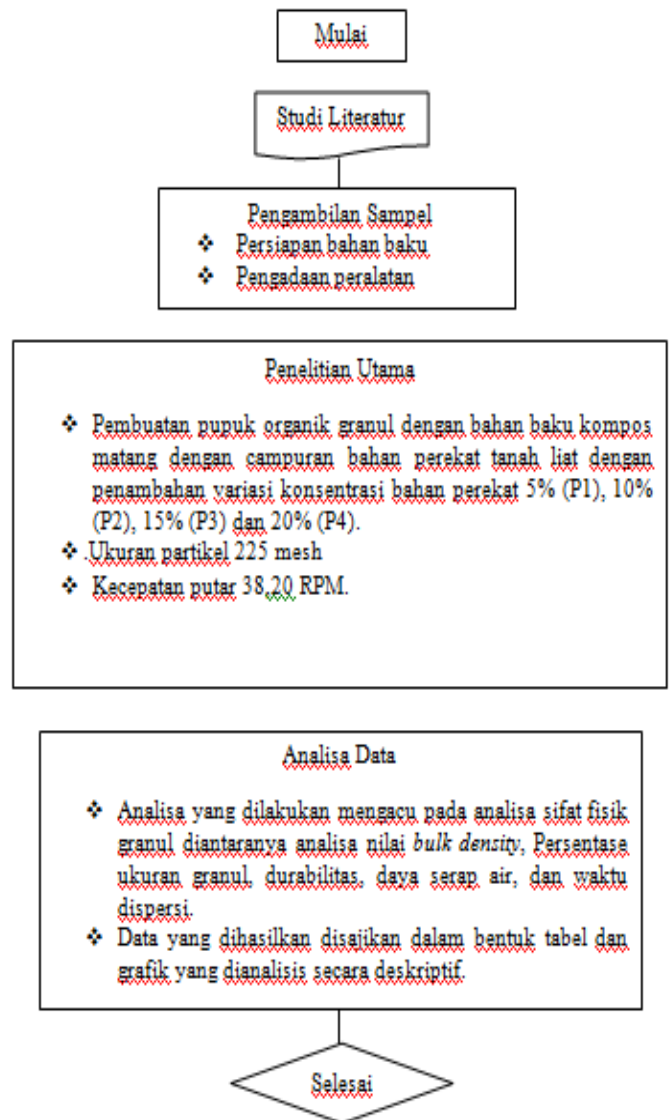 Mulai
Studi Literatur
Pengambilan Sampel
❖ Persiapan bahan baku
❖ Pengadaan peralatan
Penelitian Utama
❖ Pembuatan pupuk organik granul dengan bahan baku kompos
matang dengan campuran bahan perekat tanah liat dengan
penambahan variasi konsentrasi bahan perekat 5% (P1), 10%
(P2), 15% (P3) dan 20% (P4).
❖ .Ukuran partikel 225 mesh
❖ Kecepatan putar 38,20 RPM.
Analisa Data
❖ Analisa yang dilakukan mengacu pada analisa sifat fisik
granul diantaranya analisa nilai bulk density, Persentase
ukuran granul, durabilitas, daya serap air, dan waktu
dispersi.
❖ Data yang dihasilkan disajikan dalam bentuk tabel dan
grafik yang dianalisis secara deskriptif.
Selesai